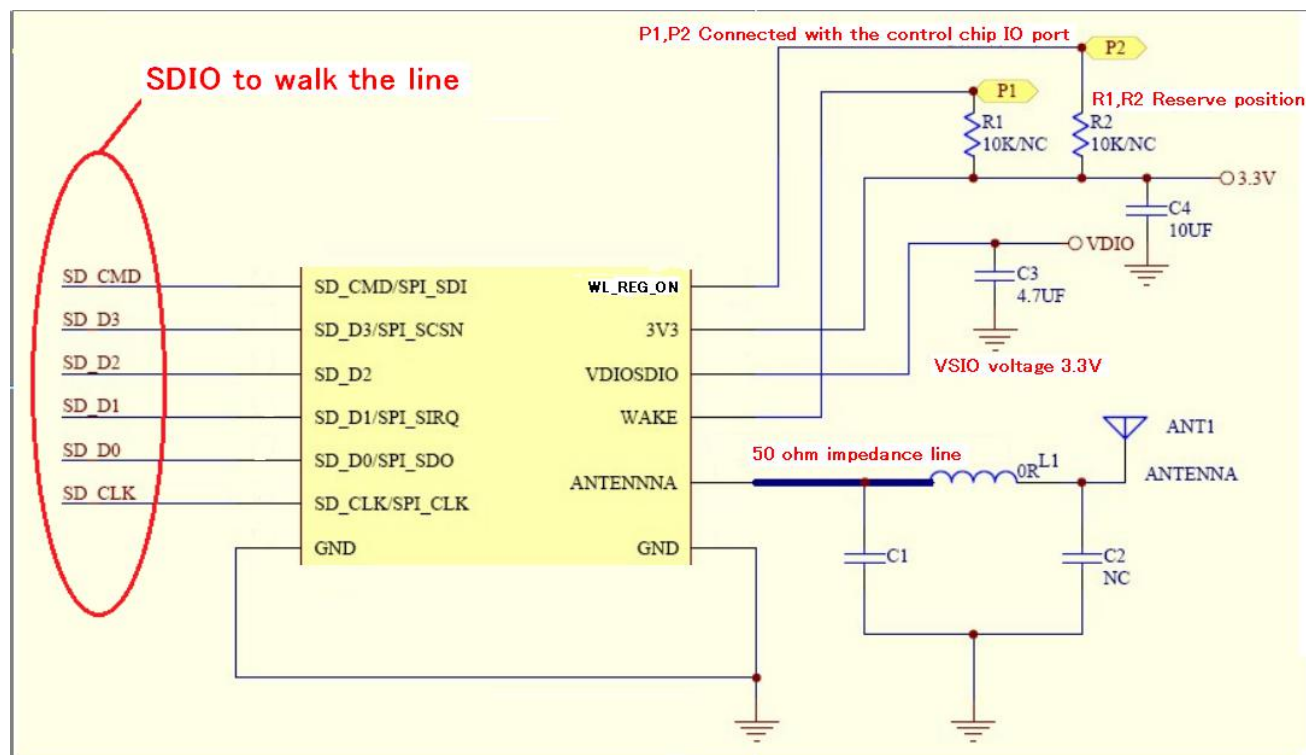 P1,P2 Connected with the control chip IO port
P2
SDIO to walk the line
P1
R1,R2 Reserve position
R1
10K/NC
R2
10K/NC
3.3V
C4
10UF
VDIO
C3
4.7UF
VSIO voltage 3.3V
SD_CMD
SD_D3
SD_D2
SD_D1
SD_D0
SD_CLK
SD_CMD/SPI_SDI
SD_D3/SPI_SCSN
SD_D2
SD_D1/SPI_SIRQ
SD_D0/SPI_SDO
SD_CLK/SPI_CLK
GND
WL_REG_ON
3V3
VDIOSDIO
WAKE
ANTENNNA
GND
50 ohm impedance line
0R
L1
ANT1
ANTENNA
C1
C2
NC